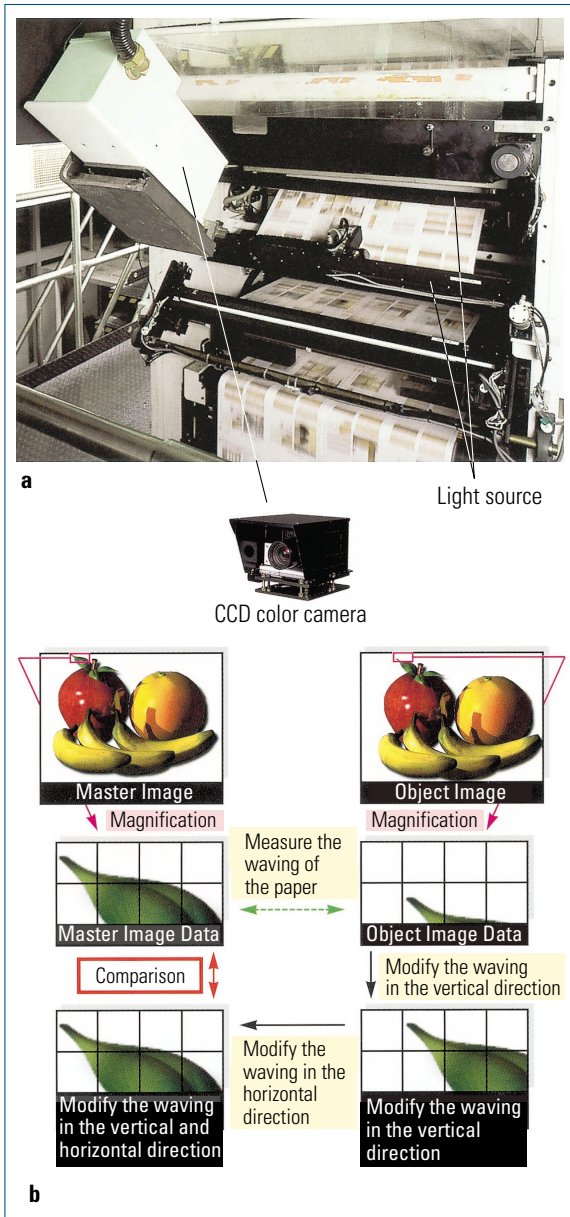 a
Light source
CCD color camera
Master Image
Object Image
Magnification
Magnification
Measure the
waving of
the paper
Master Image Data
Object Image Data
Comparison
Modify the waving
in the vertical direction
Modify the
waving in the
horizontal
direction
Modify the waving
in the vertical and
horizontal direction
Modify the waving
in the vertical
direction
b